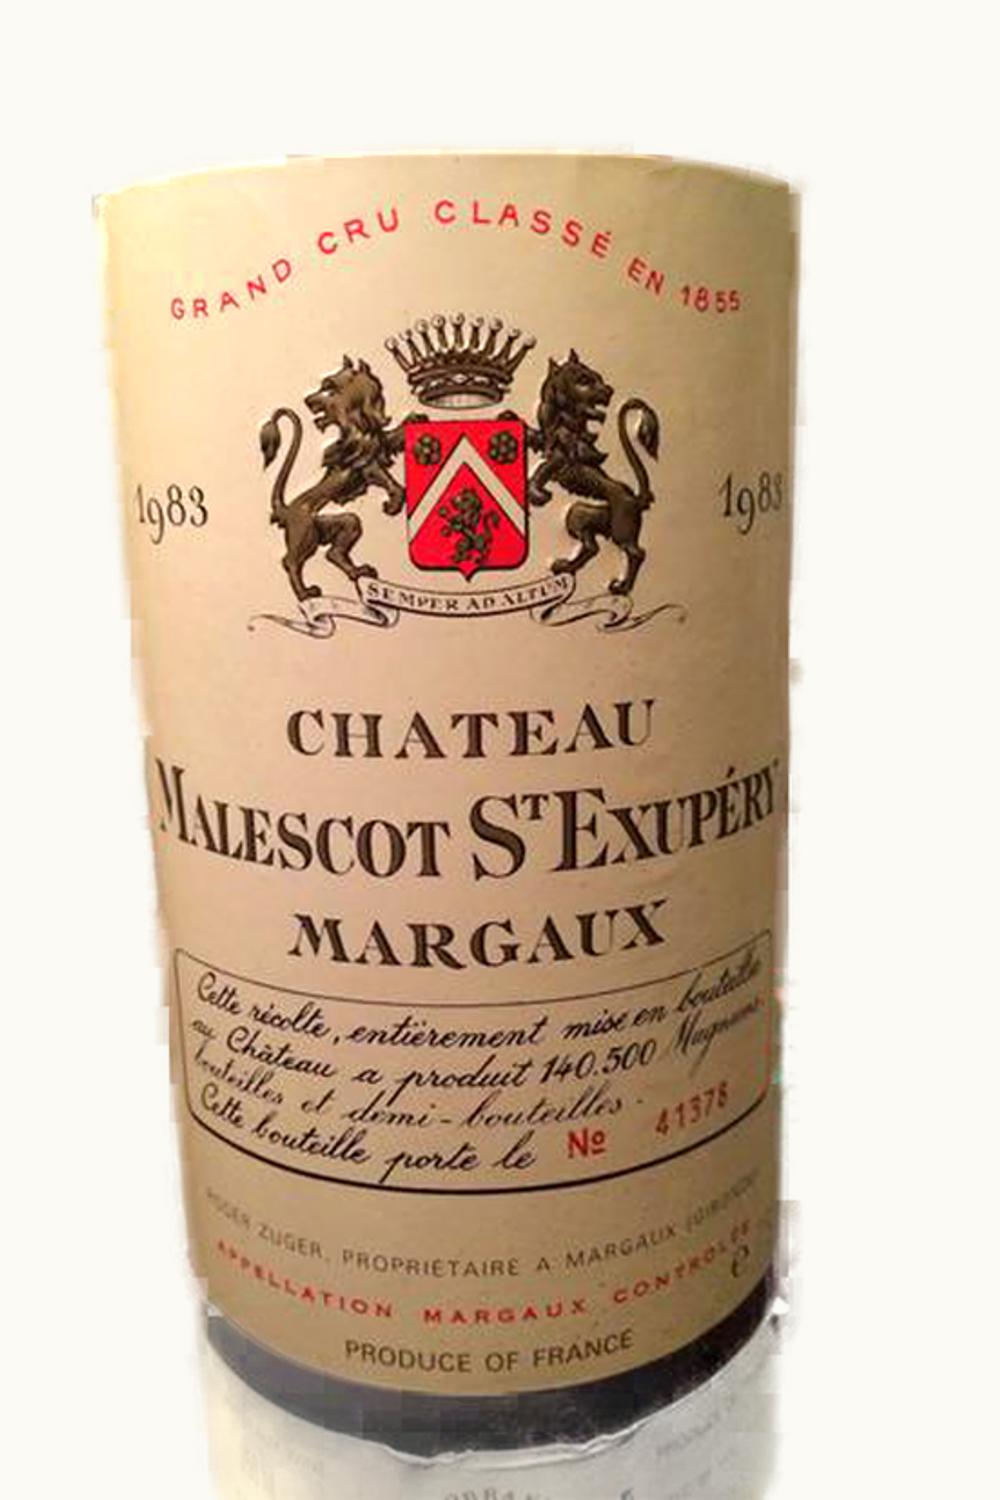 GRAND CRU CLASSÉ EN 1855
1983
1983
SEMPER AD ALTUM
CHATEAU
MALESCOT ST EXUPÉRY
MARGAUX
Cette récolte, entièrement mise en bouteille
au Château a produit 140.500 Magnums,
bouteilles et demi-bouteilles.
Cette bouteille porte le No 41378
ROGER ZUGER, PROPRIÉTAIRE A MARGAUX (GIRONDE)
APPELLATION MARGAUX CONTROLÉE
e
PRODUCE OF FRANCE